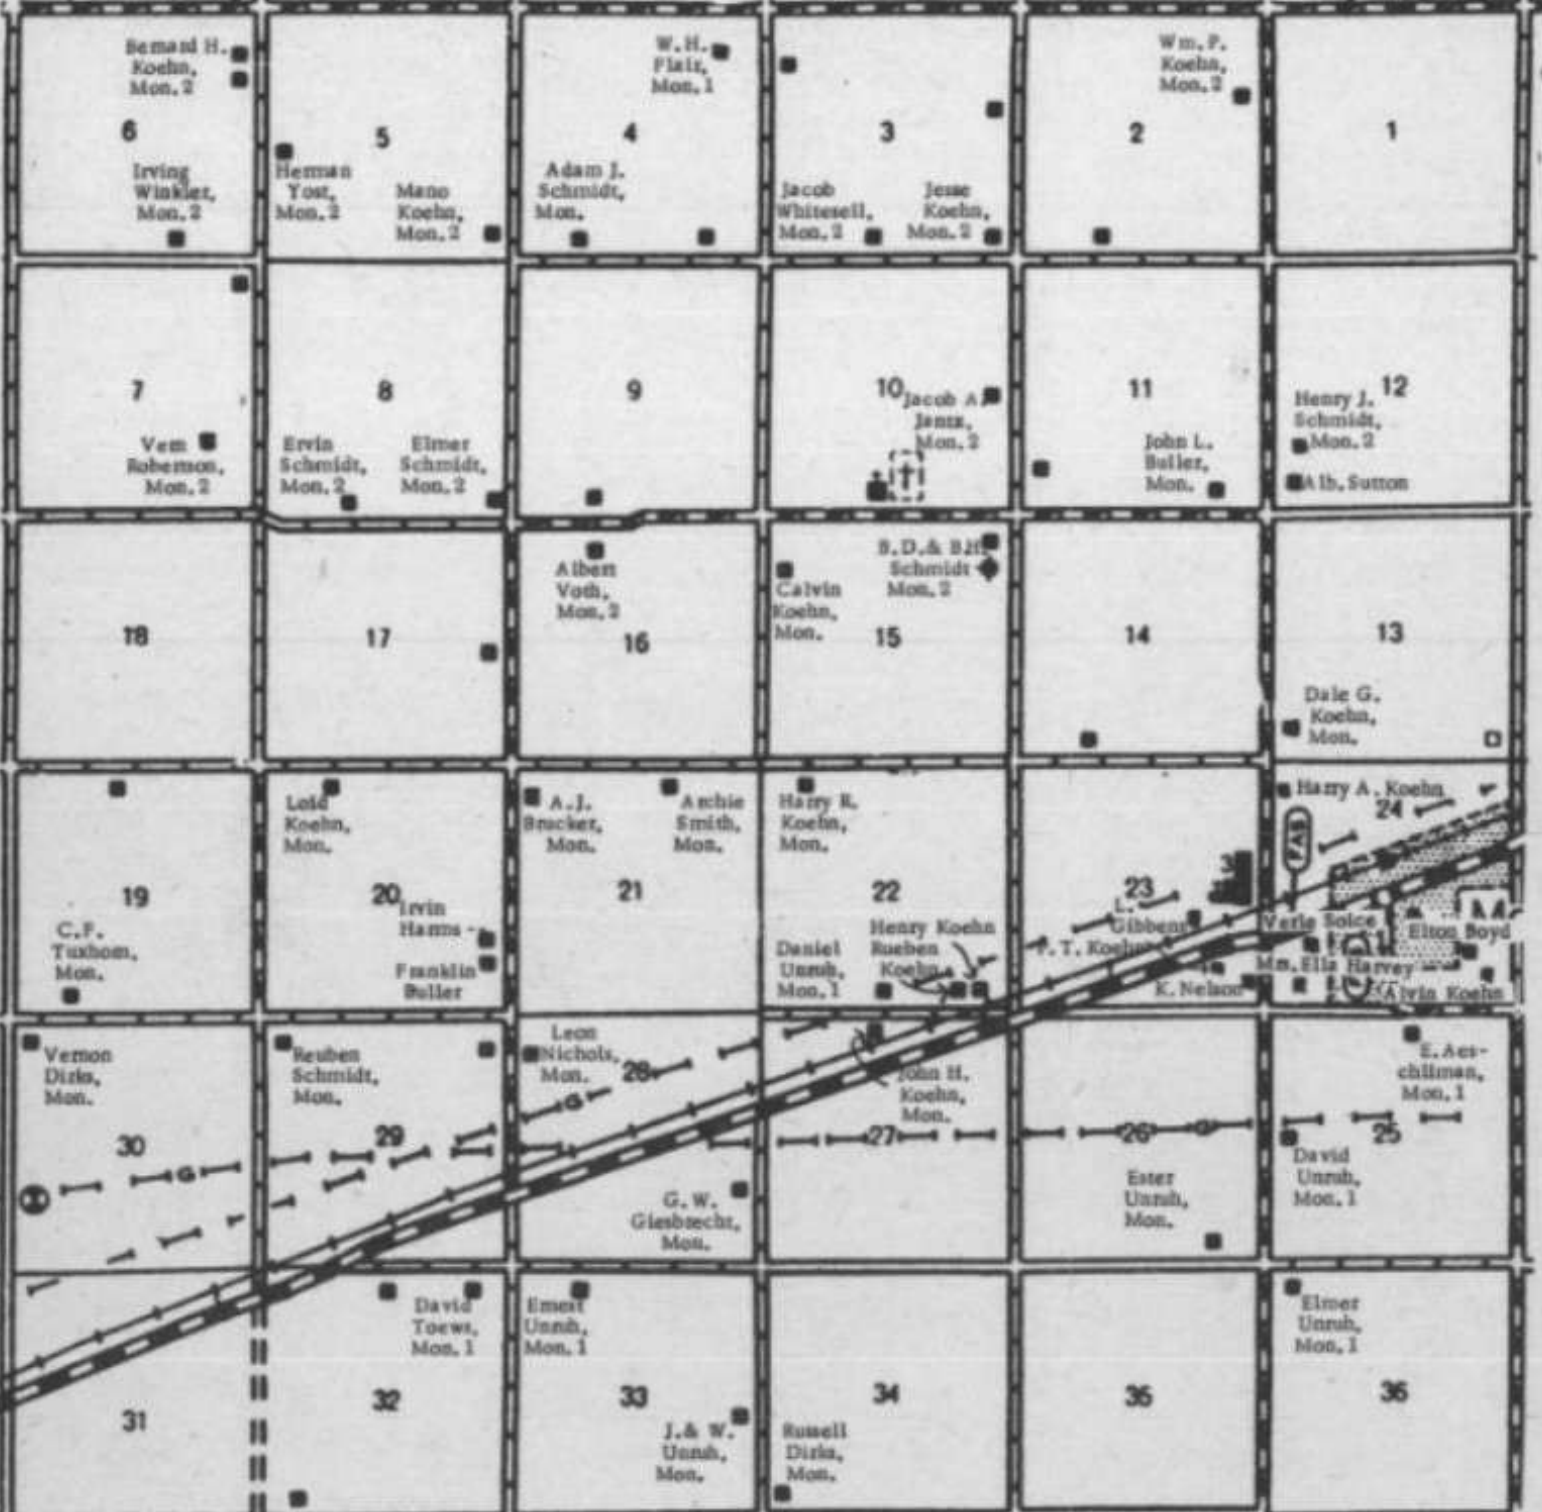 Bernard H.
Koehn,
Mon. 2
6
Irving
Winkler,
Mon. 2
5
Herman
Yost,
Mon. 2
Mano
Koehn,
Mon. 2
W. H.
Flair,
Mon. 1
4
Adam J.
Schmidt,
Mon.
3
Jacob
Whitesell,
Mon. 2
Jesse
Koehn,
Mon. 2
Wm. P.
Koehn,
Mon. 2
2
1
7
Vern
Roberson,
Mon. 2
8
Ervin
Schmidt,
Mon. 2
Elmer
Schmidt,
Mon. 2
9
10
Jacob A.
Jantz,
Mon. 2
11
John L.
Buller,
Mon.
12
Henry J.
Schmidt,
Mon. 2
Alb. Sutton
18
17
Albert
Voth,
Mon. 2
16
B. D. & B. H.
Schmidt
Mon. 2
Calvin
Koehn,
Mon.
15
14
13
Dale G.
Koehn,
Mon.
19
C. F.
Tuxhorn,
Mon.
Loid
Koehn,
Mon.
20
Irvin
Harms
Franklin
Buller
A. J.
Brucker,
Mon.
Archie
Smith,
Mon.
21
Harry R.
Koehn,
Mon.
22
Henry Koehn
Rueben
Koehn
Daniel
Unruh,
Mon. 1
23
3
L.
Gibbens
P. T. Koehn
K. Nelson
Harry A. Koehn
24
FAS
Verle Soice
M
Elton Boyd
Mrs. Eliz Harvey
Alvin Koehn
Vernon
Dirks,
Mon.
30
G
Reuben
Schmidt,
Mon.
29
Leon
Nichols,
Mon.
28
G
G. W.
Giesbrecht,
Mon.
John H.
Koehn,
Mon.
27
26
G
Ester
Unruh,
Mon.
E. Aes-
chliman,
Mon. 1
25
David
Unruh,
Mon. 1
31
David
Toews,
Mon. 1
32
Ernest
Unruh,
Mon. 1
33
J. & W.
Unruh,
Mon.
34
Russell
Dirks,
Mon.
35
Elmer
Unruh,
Mon. 1
36